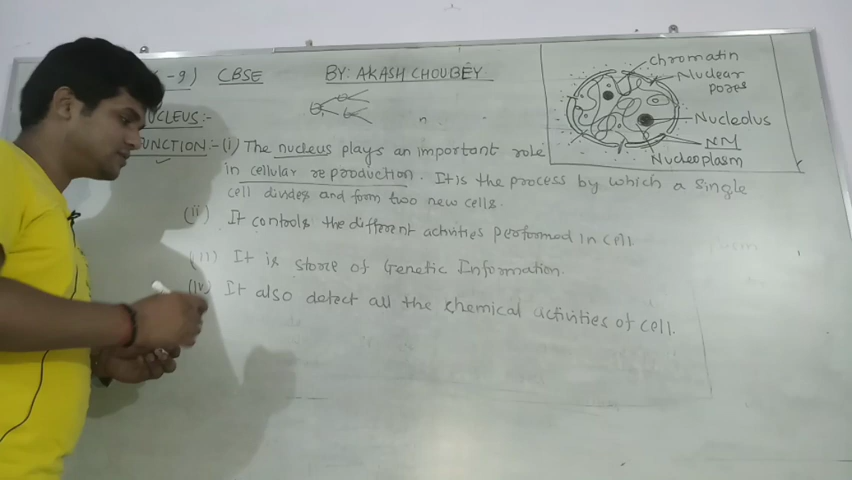 -9) CBSE BY: AKASH CHOUBEY
UCLEUS:-
UNCTION:- (i) The nucleus plays an important role
in cellular reproduction. It is the process by which a single
cell divides and form two new cells.
(ii) It controls the different activities performed in cell
(ii) It is store of Genetic Information.
(iv) It also detect all the chemical activities of cell.
chromatin
Nuclear
pores
Nucleolus
NM
Nucleoplasm